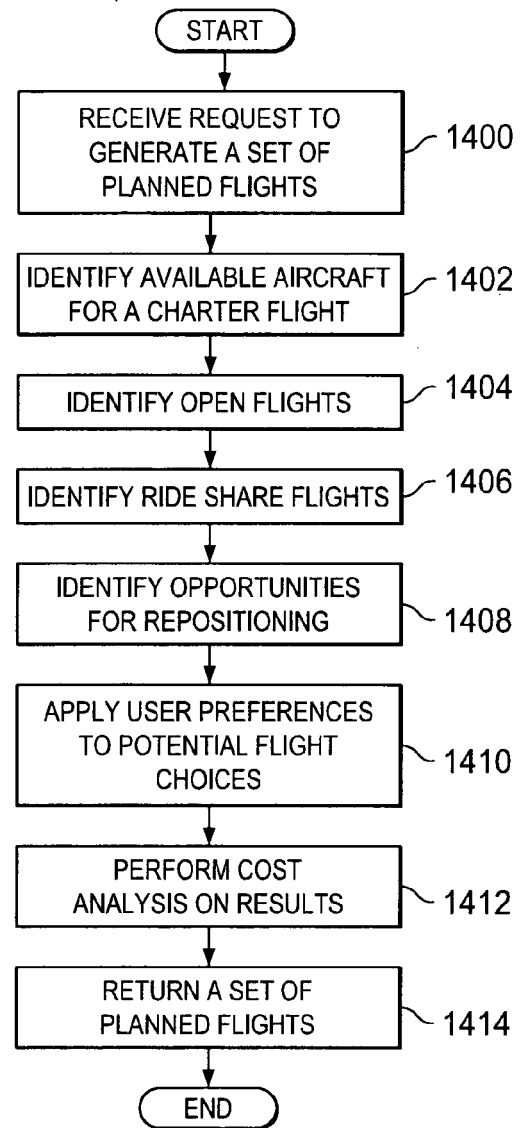 START
RECEIVE REQUEST TO
GENERATE A SET OF
PLANNED FLIGHTS
1400
IDENTIFY AVAILABLE AIRCRAFT
FOR A CHARTER FLIGHT
1402
IDENTIFY OPEN FLIGHTS
1404
IDENTIFY RIDE SHARE FLIGHTS
1406
IDENTIFY OPPORTUNITIES
FOR REPOSITIONING
1408
APPLY USER PREFERENCES
TO POTENTIAL FLIGHT
CHOICES
1410
PERFORM COST
ANALYSIS ON RESULTS
1412
RETURN A SET OF
PLANNED FLIGHTS
1414
END